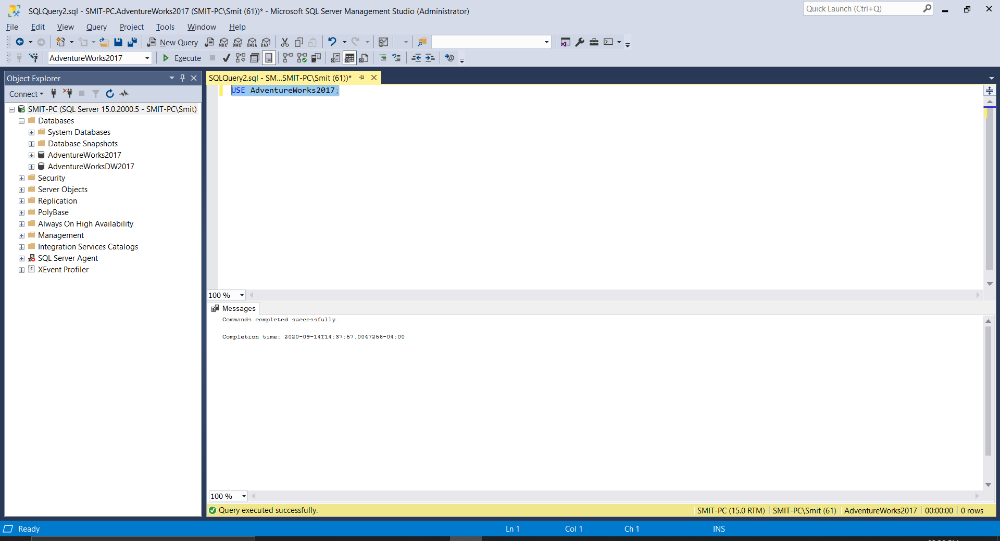 SQLQuery2.sql - SMIT-PC.AdventureWorks2017 (SMIT-PC\Smit (61))* - Microsoft SQL Server Management Studio (Administrator)
Quick Launch (Ctrl+Q)
File Edit View Query Project Tools Window Help
New Query MDX DMX XMLA DAX
AdventureWorks2017 Execute
Object Explorer
SQLQuery2.sql - SM...SMIT-PC\Smit (61))*
Connect
USE AdventureWorks2017;
SMIT-PC (SQL Server 15.0.2000.5 - SMIT-PC\Smit)
Databases
System Databases
Database Snapshots
AdventureWorks2017
AdventureWorksDW2017
Security
Server Objects
Replication
PolyBase
Always On High Availability
Management
Integration Services Catalogs
SQL Server Agent
XEvent Profiler
100 %
Messages
Commands completed successfully.
Completion time: 2020-09-14T14:37:57.0047256-04:00
100 %
Query executed successfully.
SMIT-PC (15.0 RTM) SMIT-PC\Smit (61) AdventureWorks2017 00:00:00 0 rows
Ready Ln 1 Col 1 Ch 1 INS